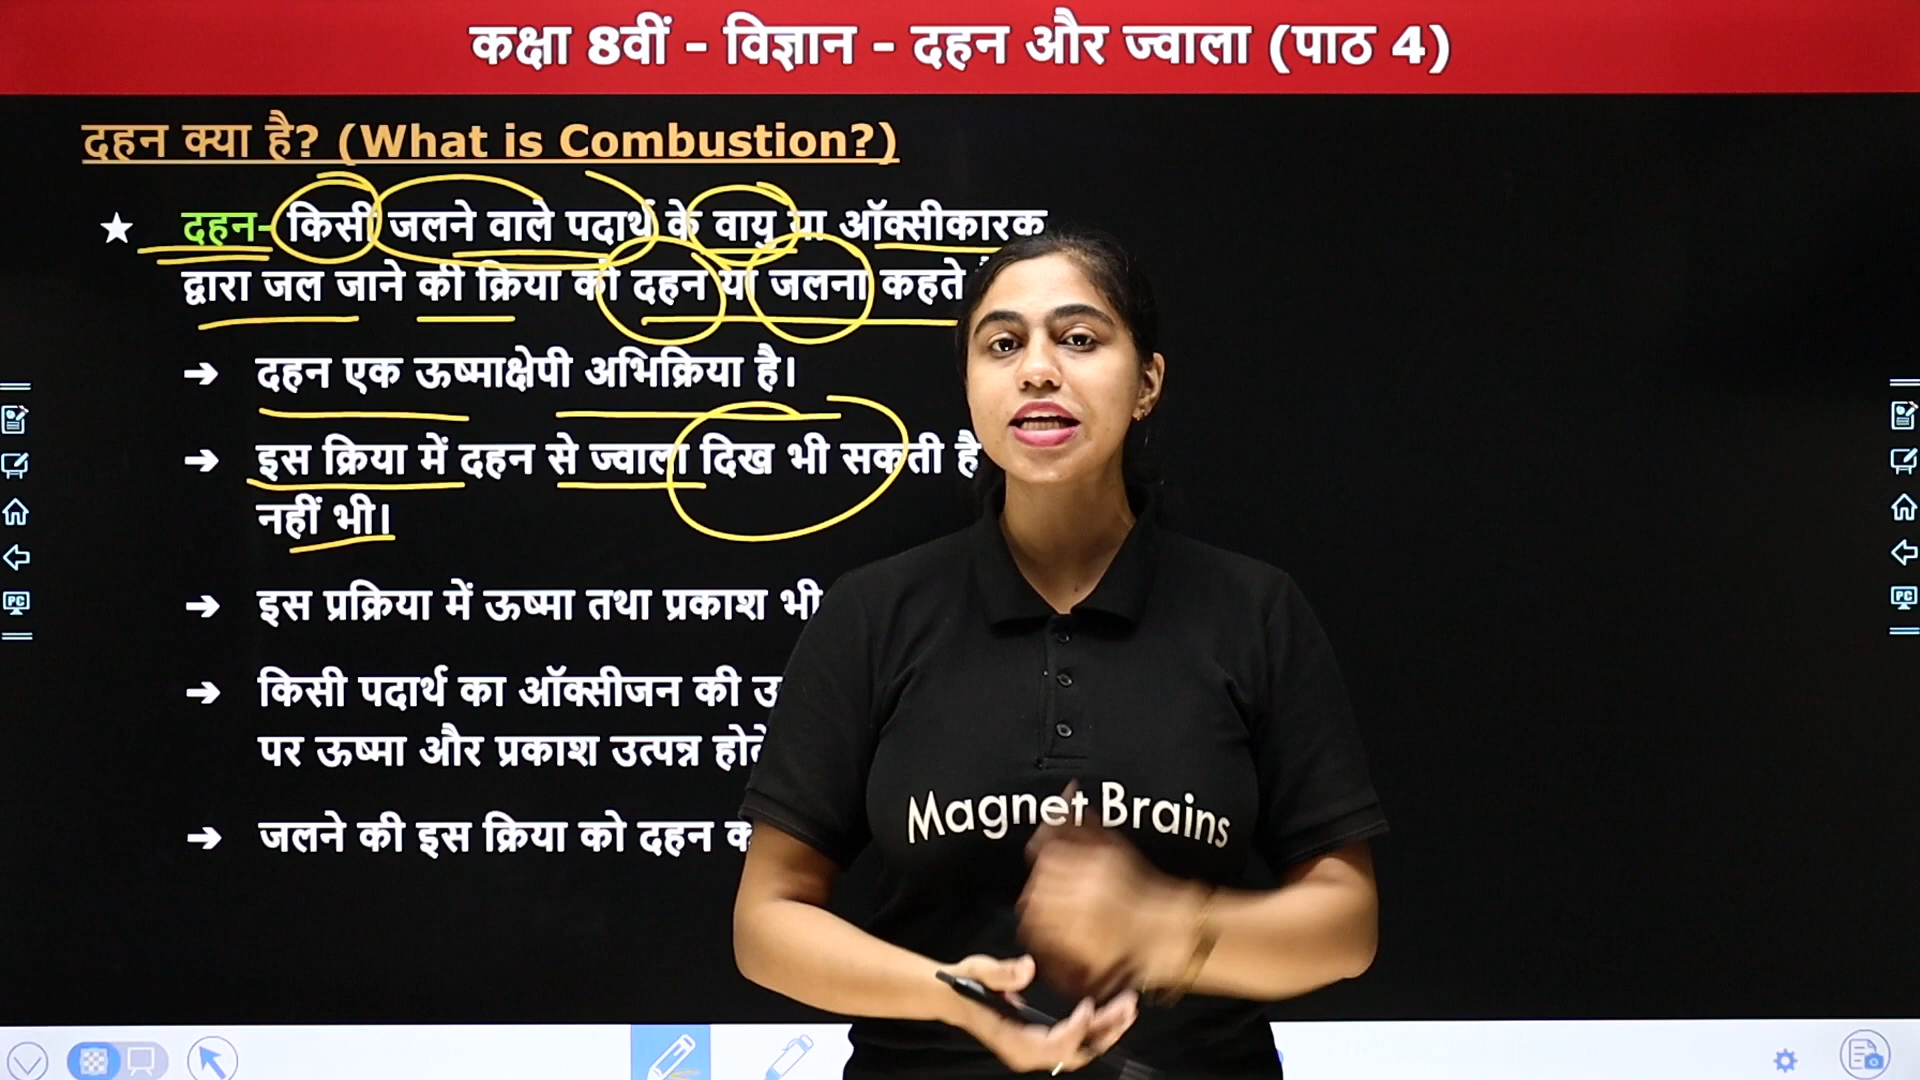 कक्षा 8वीं - विज्ञान - दहन और ज्वाला (पाठ 4)
दहन क्या है? (What is Combustion?)
★ दहन- किसी जलने वाले पदार्थ के वायु या ऑक्सीकारक
द्वारा जल जाने की क्रिया को दहन या जलना कहते
➔ दहन एक ऊष्माक्षेपी अभिक्रिया है।
➔ इस क्रिया में दहन से ज्वाला दिख भी सकती है
नहीं भी।
➔ इस प्रक्रिया में ऊष्मा तथा प्रकाश भी
➔ किसी पदार्थ का ऑक्सीजन की
पर ऊष्मा और प्रकाश उत्पन्न
➔ जलने की इस क्रिया को दहन
Magnet Brains
PC
PC